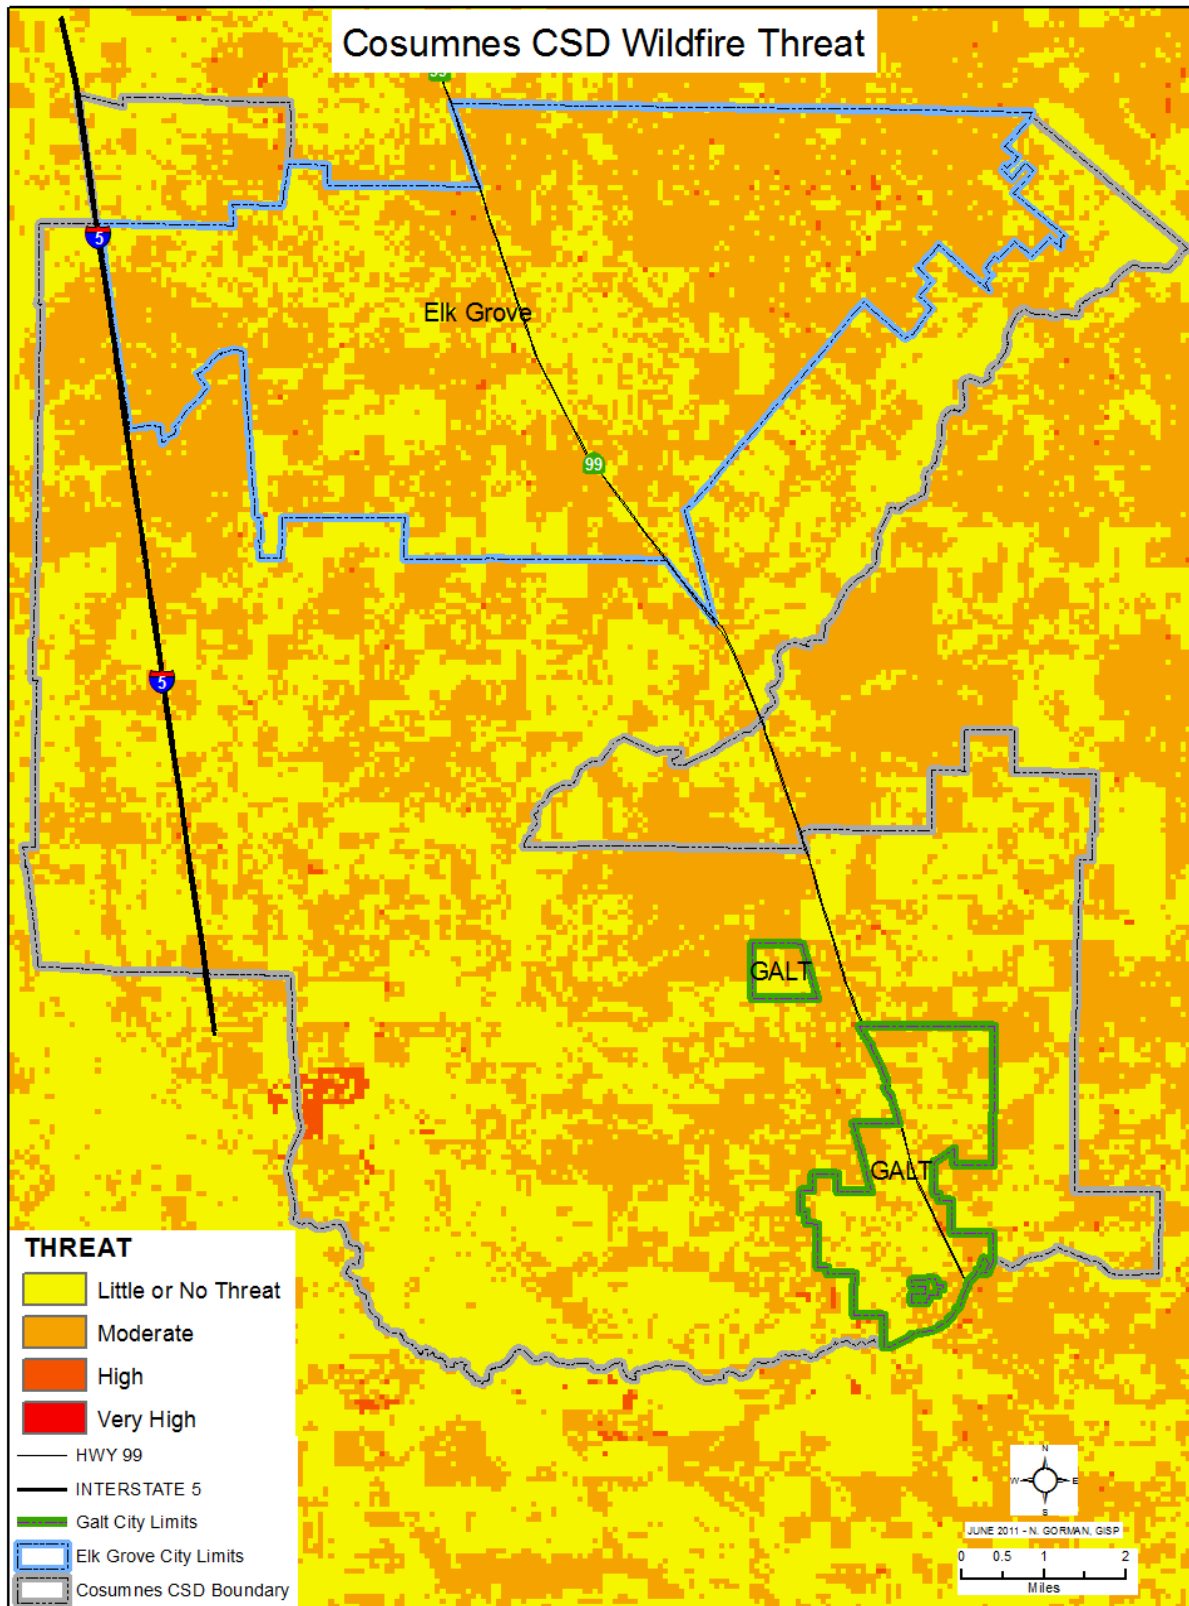 Cosumnes CSD Wildfire Threat
99
5
Elk Grove
99
5
GALT
GALT
THREAT
Little or No Threat
Moderate
High
Very High
HWY 99
INTERSTATE 5
Galt City Limits
Elk Grove City Limits
Cosumnes CSD Boundary
N
W E
S
JUNE 2011 - N. GORMAN, GISP
0 0.5 1 2
Miles